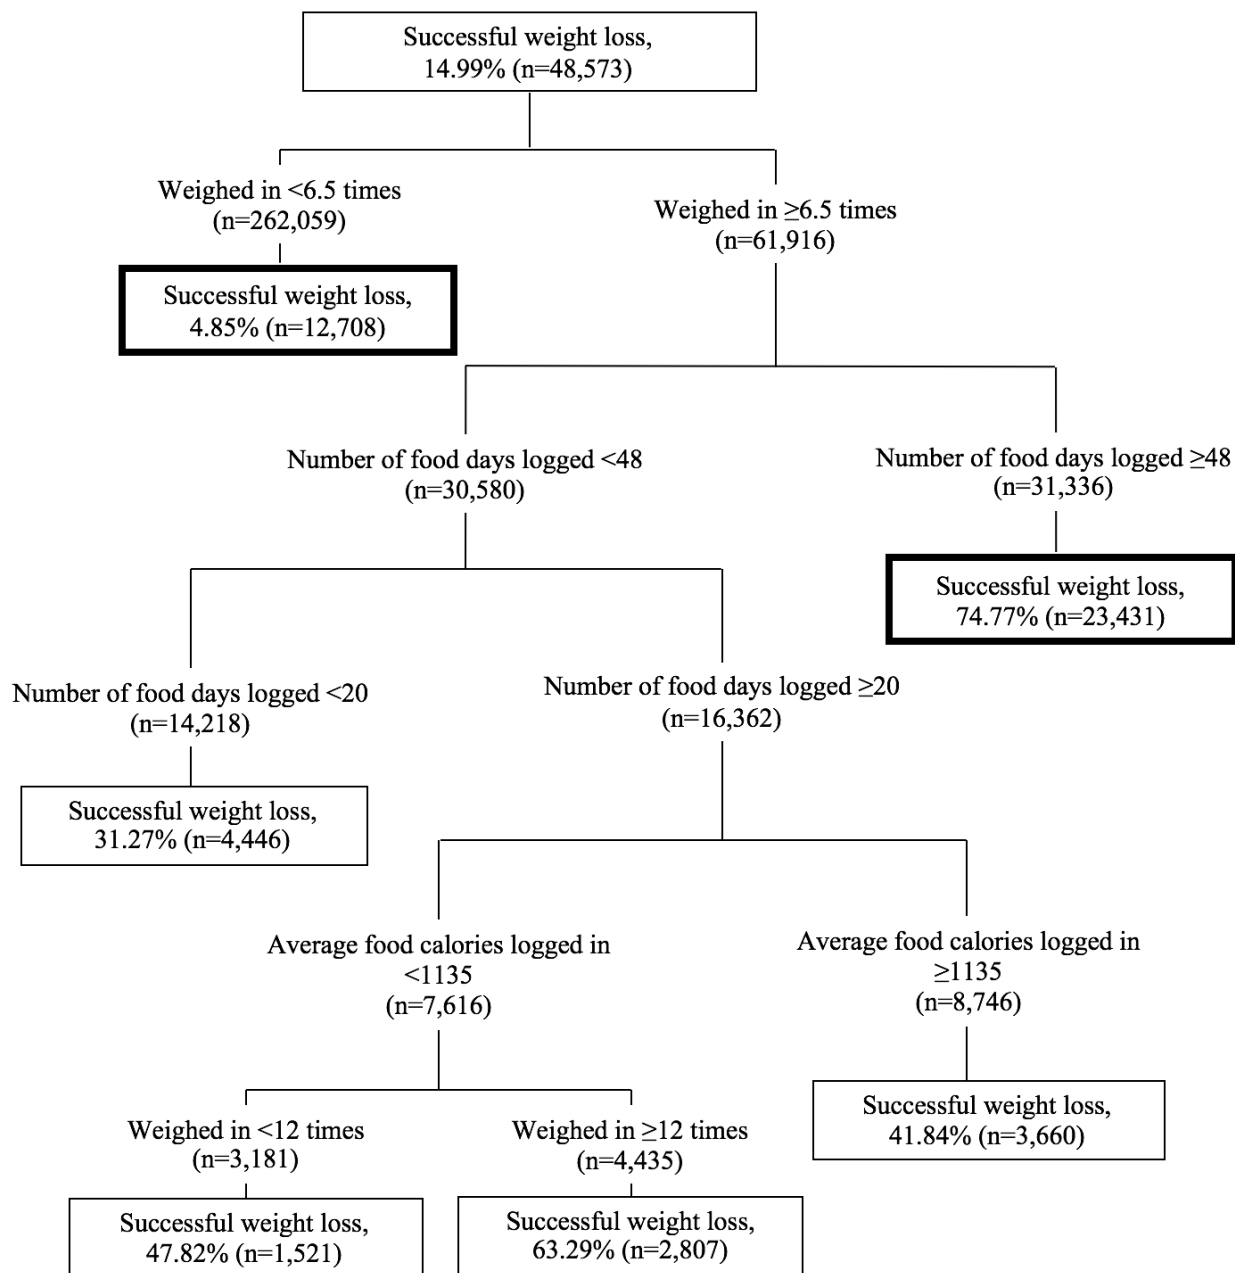 Successful weight loss,
14.99% (n=48,573)
Weighed in <6.5 times
(n=262,059)
Weighed in ≥6.5 times
(n=61,916)
Successful weight loss,
4.85% (n=12,708)
Number of food days logged <48
(n=30,580)
Number of food days logged ≥48
(n=31,336)
Successful weight loss,
74.77% (n=23,431)
Number of food days logged <20
(n=14,218)
Number of food days logged ≥20
(n=16,362)
Successful weight loss,
31.27% (n=4,446)
Average food calories logged in
<1135
(n=7,616)
Average food calories logged in
≥1135
(n=8,746)
Successful weight loss,
41.84% (n=3,660)
Weighed in <12 times
(n=3,181)
Weighed in ≥12 times
(n=4,435)
Successful weight loss,
47.82% (n=1,521)
Successful weight loss,
63.29% (n=2,807)